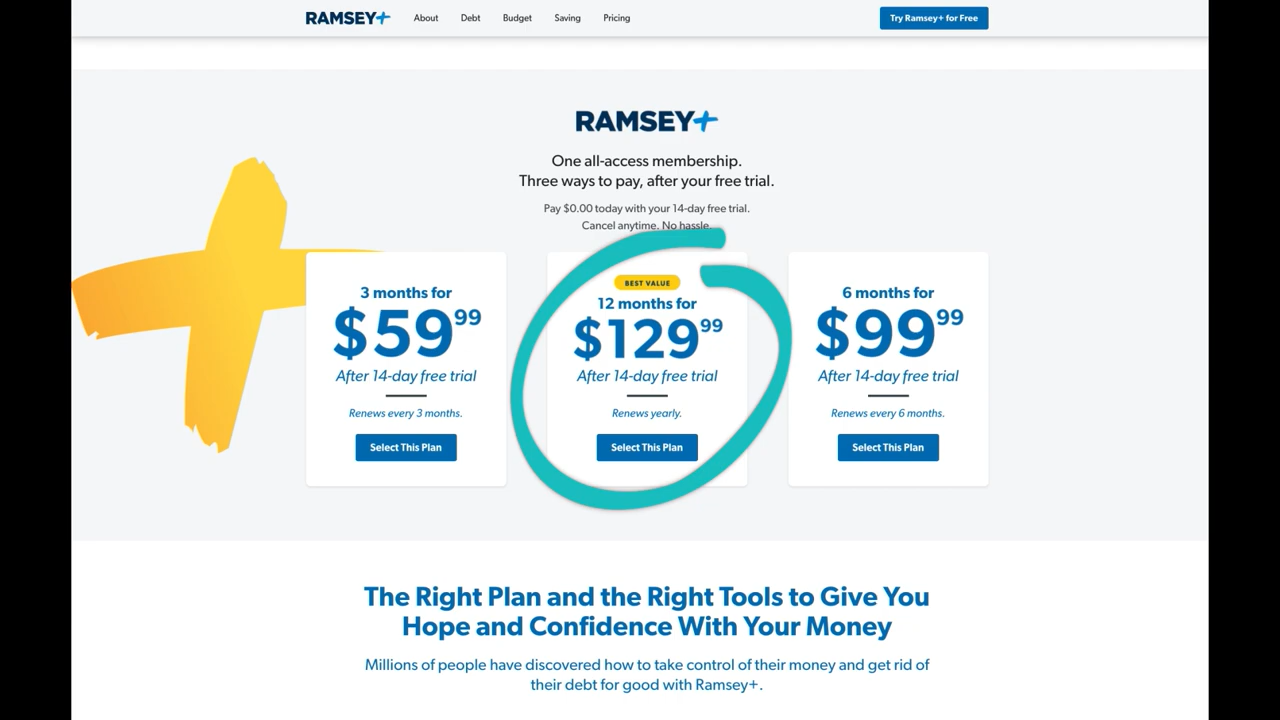 RAMSEY+ About Debt Budget Saving Pricing Try Ramsey+ for Free
RAMSEY+
One all-access membership.
Three ways to pay, after your free trial.
Pay $0.00 today with your 14-day free trial.
Cancel anytime. No hassle.
3 months for
$59 99
After 14-day free trial
Renews every 3 months.
Select This Plan
BEST VALUE
12 months for
$129 99
After 14-day free trial
Renews yearly.
Select This Plan
6 months for
$99 99
After 14-day free trial
Renews every 6 months.
Select This Plan
The Right Plan and the Right Tools to Give You
Hope and Confidence With Your Money
Millions of people have discovered how to take control of their money and get rid of
their debt for good with Ramsey+.